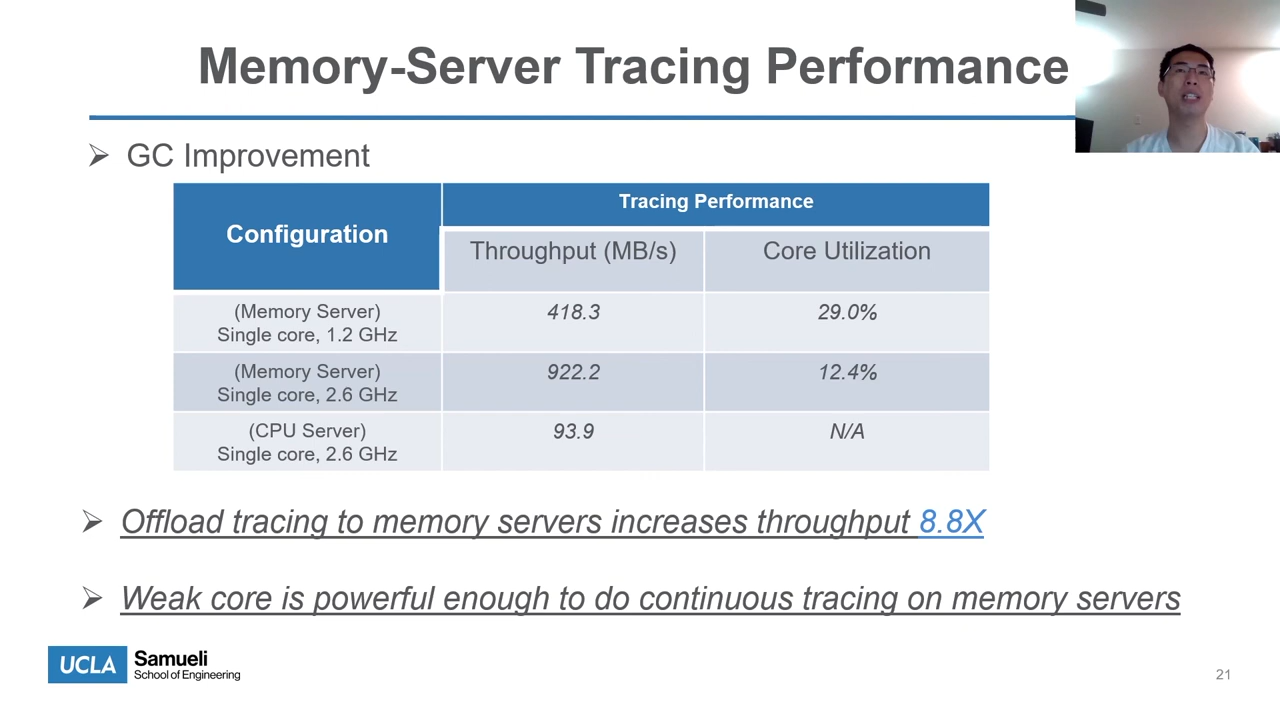 Memory-Server Tracing Performance
➢ GC Improvement
Configuration
Tracing Performance
Throughput (MB/s)
Core Utilization
(Memory Server)
Single core, 1.2 GHz
418.3
29.0%
(Memory Server)
Single core, 2.6 GHz
922.2
12.4%
(CPU Server)
Single core, 2.6 GHz
93.9
N/A
➢ Offload tracing to memory servers increases throughput 8.8X
➢ Weak core is powerful enough to do continuous tracing on memory servers
UCLA
Samueli
School of Engineering
21